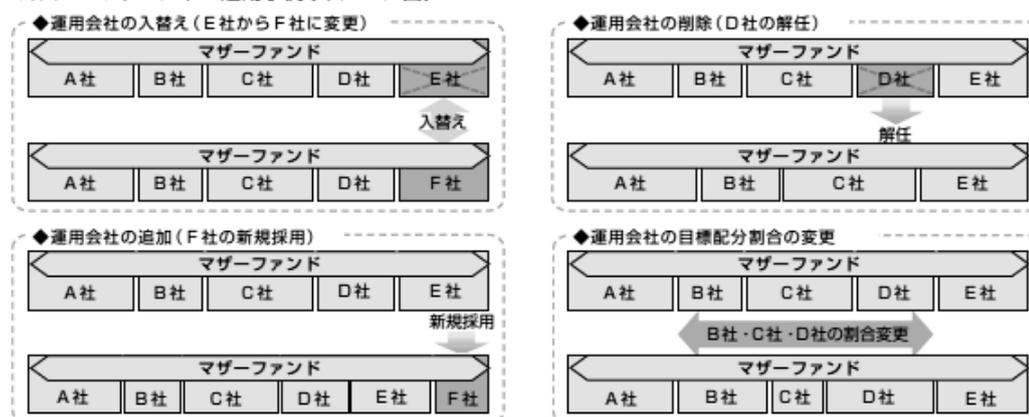 ◆運用会社の入替え(E社からF社に変更)
マザーファンド
A社 B社 C社 D社 E社
入替え
マザーファンド
A社 B社 C社 D社 F社
◆運用会社の削除(D社の解任)
マザーファンド
A社 B社 C社 D社 E社
解任
マザーファンド
A社 B社 C社 E社
◆運用会社の追加(F社の新規採用)
マザーファンド
A社 B社 C社 D社 E社
新規採用
マザーファンド
A社 B社 C社 D社 E社 F社
◆運用会社の目標配分割合の変更
マザーファンド
A社 B社 C社 D社 E社
B社・C社・D社の割合変更
マザーファンド
A社 B社 C社 D社 E社